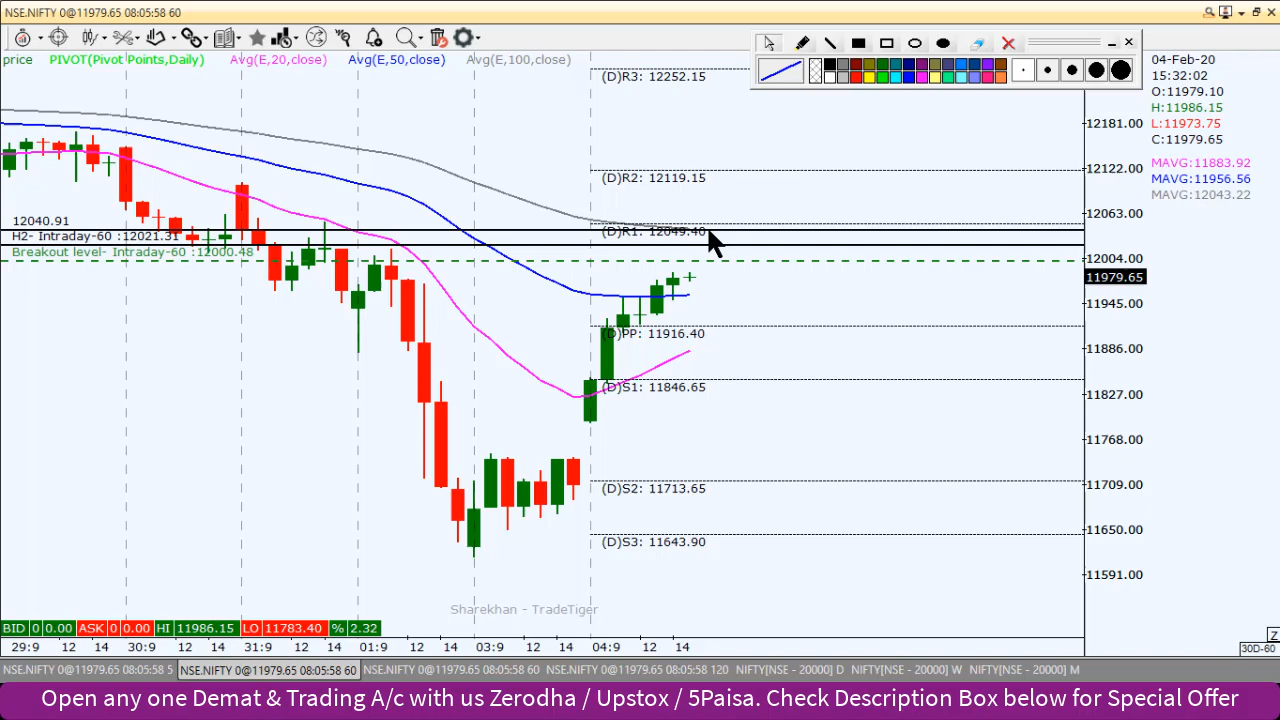 NSE.NIFTY 0@11979.65 08:05:58 60
price PIVOT(Pivot Points,Daily) Avg(E,20,close) Avg(E,50,close) Avg(E,100,close)
04-Feb-20
15:32:02
O:11979.10
H:11986.15
L:11973.75
C:11979.65
MAVG:11883.92
MAVG:11956.56
MAVG:12043.22
(D)R3: 12252.15
(D)R2: 12119.15
(D)R1: 12049.40
(D)PP: 11916.40
(D)S1: 11846.65
(D)S2: 11713.65
(D)S3: 11643.90
12040.91
H2- Intraday-60 :12021.31
Breakout level- Intraday-60 :12000.48
12181.00
12122.00
12063.00
12004.00
11979.65
11945.00
11886.00
11827.00
11768.00
11709.00
11650.00
11591.00
Sharekhan - TradeTiger
BID 0 0.00 ASK 0 0.00 HI 11986.15 LO 11783.40 % 2.32
29:9 12 14 30:9 12 14 31:9 12 14 01:9 12 14 03:9 12 14 04:9 12 14
Z
30D-60
NSE.NIFTY 0@11979.65 08:05:58 5 NSE.NIFTY 0@11979.65 08:05:58 60 NSE.NIFTY 0@11979.65 08:05:58 60 NSE.NIFTY 0@11979.65 08:05:58 120 NIFTY[NSE - 20000] D NIFTY[NSE - 20000] W NIFTY[NSE - 20000] M
Open any one Demat & Trading A/c with us Zerodha / Upstox / 5Paisa. Check Description Box below for Special Offer